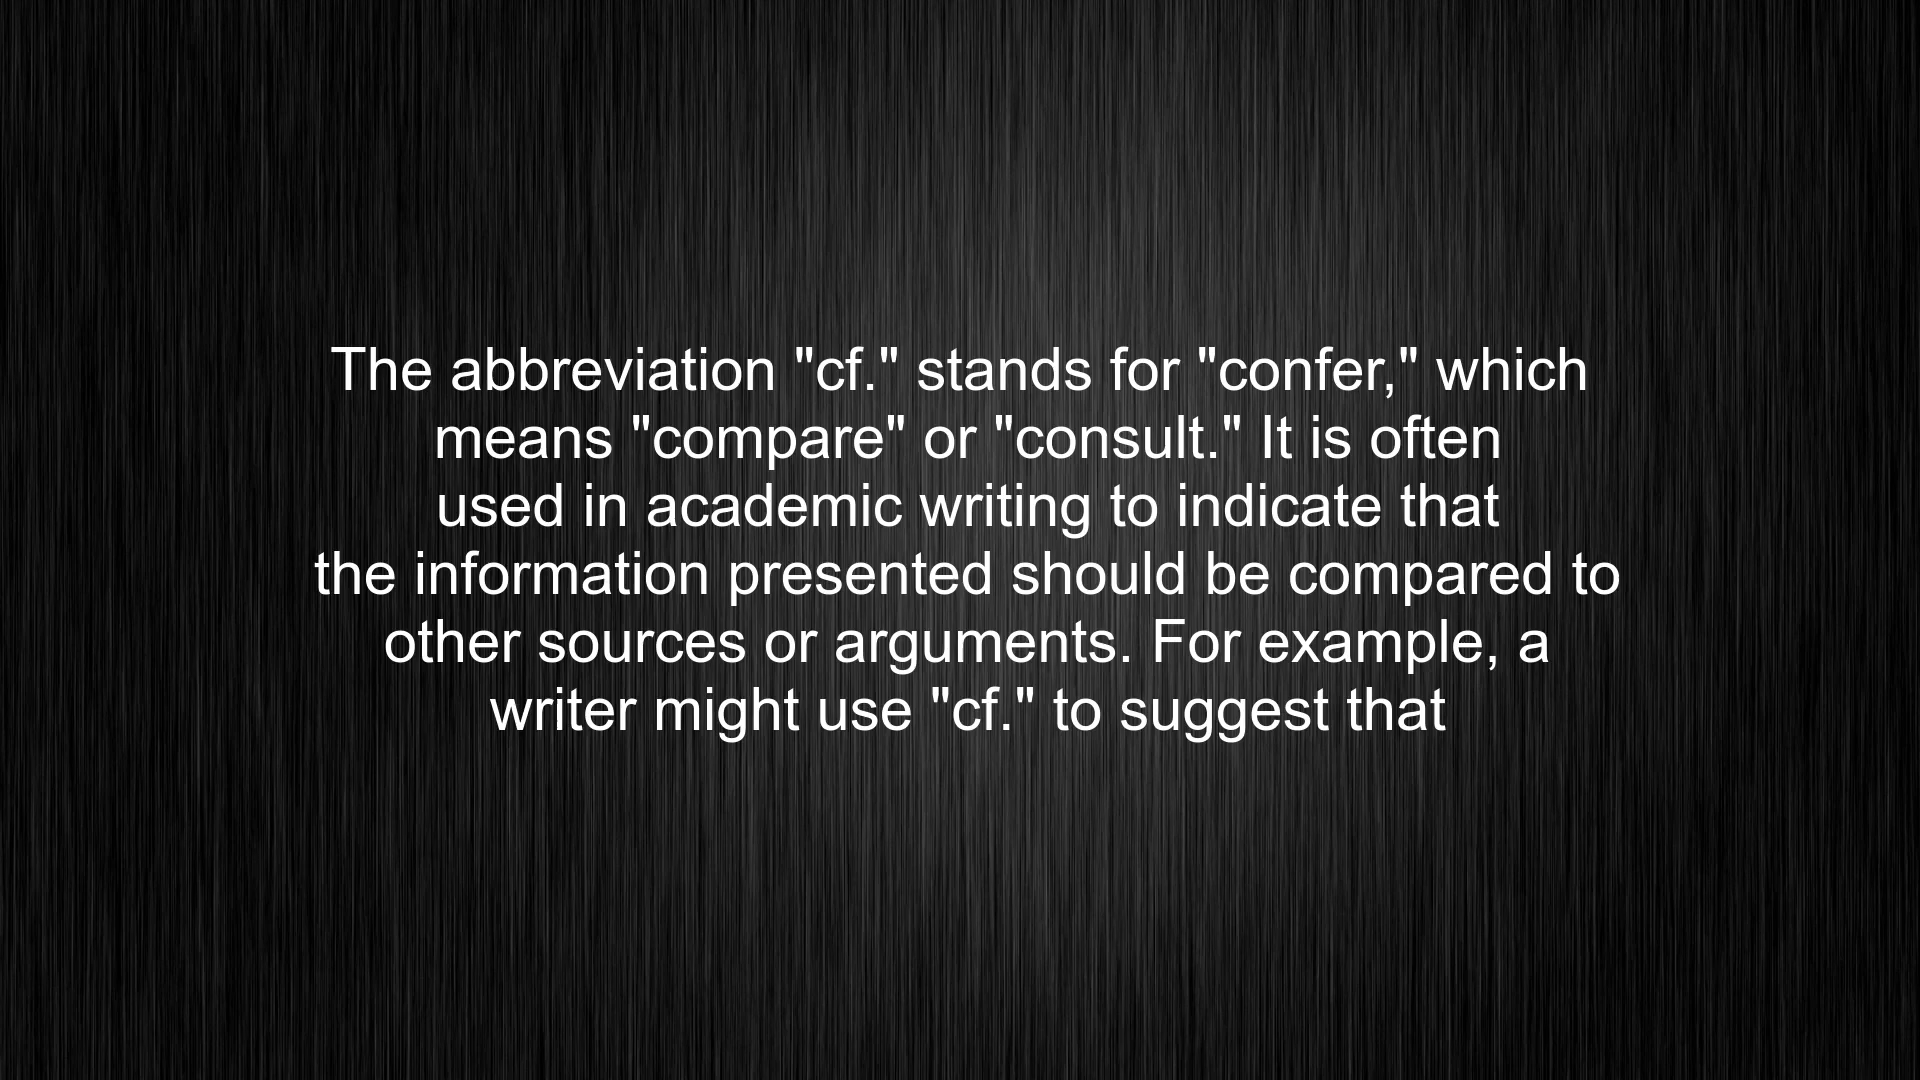 The abbreviation "cf." stands for "confer," which
means "compare" or "consult." It is often
used in academic writing to indicate that
the information presented should be compared to
other sources or arguments. For example, a
writer might use "cf." to suggest that